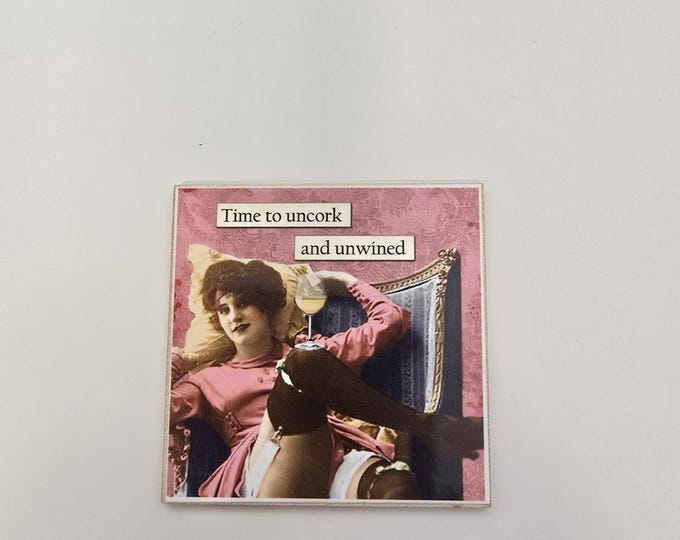 Time to uncork
and unwined